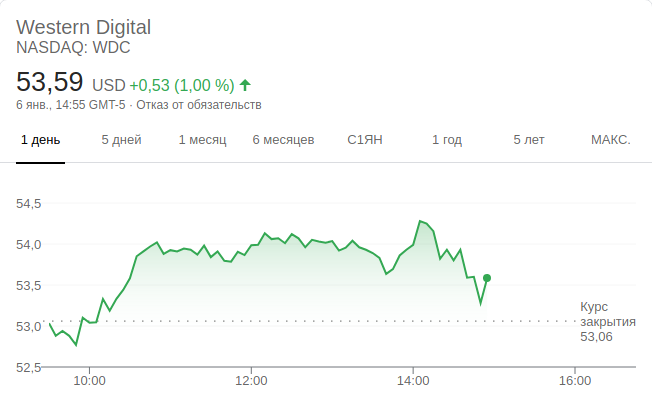 Western Digital
NASDAQ: WDC
53,59 USD +0,53 (1,00 %)
6 янв., 14:55 GMT-5 · Отказ от обязательств
1 день 5 дней 1 месяц 6 месяцев С1ЯН 1 год 5 лет МАКС.
54,5
54,0
53,5
53,0
52,5
Курс
закрытия
53,06
10:00 12:00 14:00 16:00